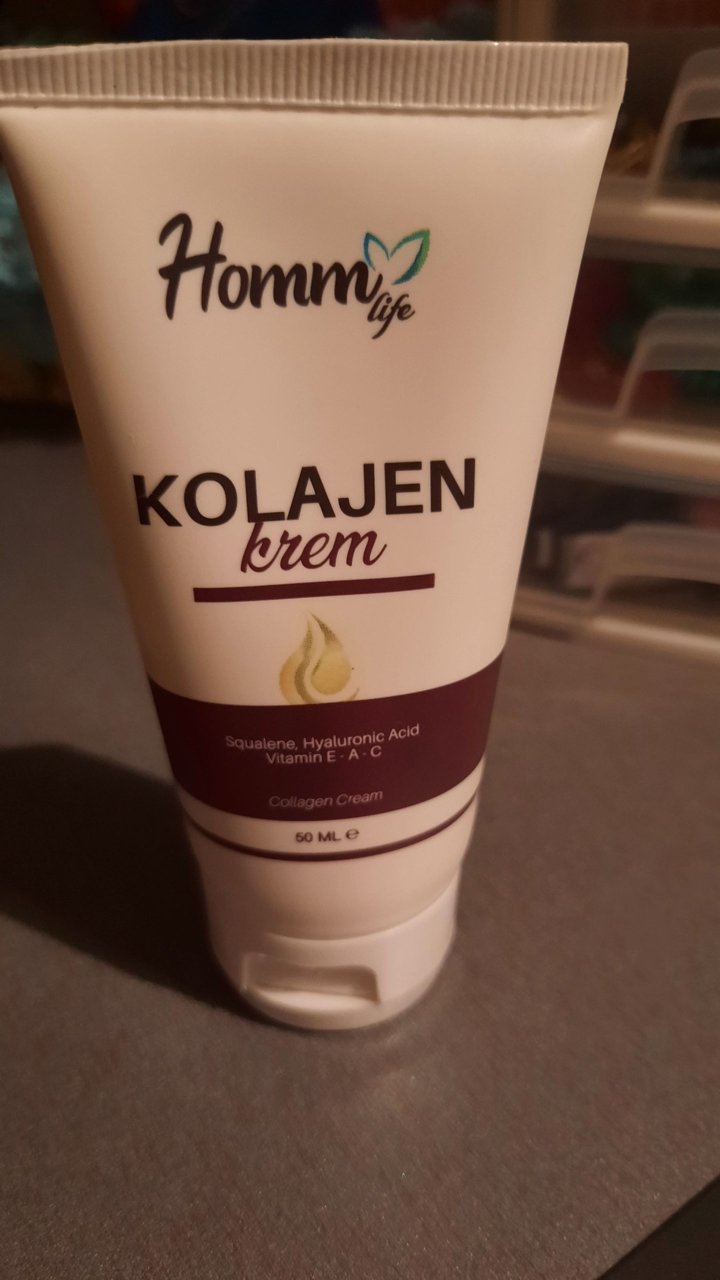 Homm
life
KOLAJEN
krem
Squalene, Hyaluronic Acid
Vitamin E - A - C
Collagen Cream
50 ML ℮